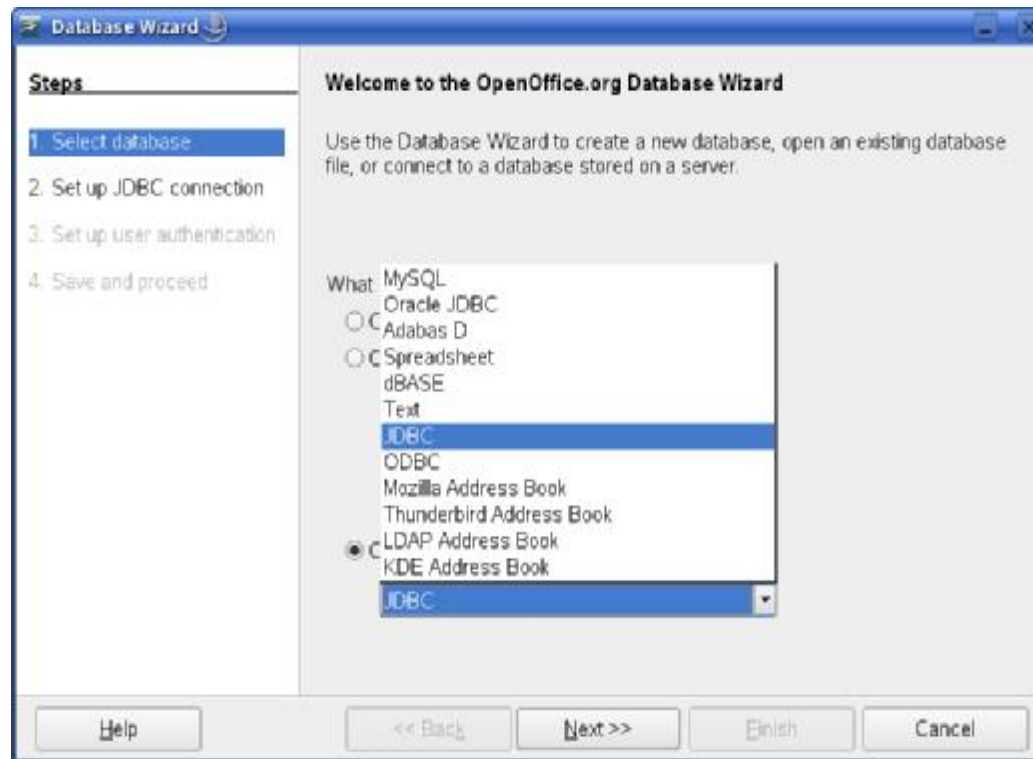 Database Wizard
Steps
1. Select database
2. Set up JDBC connection
3. Set up user authentication
4. Save and proceed
Welcome to the OpenOffice.org Database Wizard
Use the Database Wizard to create a new database, open an existing database
file, or connect to a database stored on a server.
What
MySQL
Oracle JDBC
Adabas D
Spreadsheet
dBASE
Text
JDBC
ODBC
Mozilla Address Book
Thunderbird Address Book
LDAP Address Book
KDE Address Book
JDBC
Help
<< Back
Next >>
Finish
Cancel